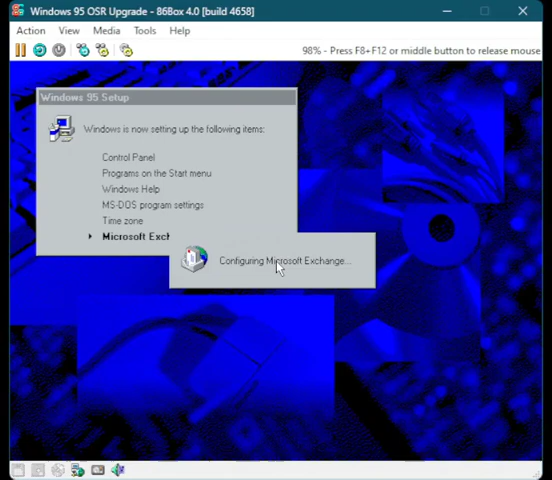 Windows 95 OSR Upgrade - 86Box 4.0 [build 4658]
Action View Media Tools Help
98% - Press F8+F12 or middle button to release mouse
Windows 95 Setup
Windows is now setting up the following items:
Control Panel
Programs on the Start menu
Windows Help
MS-DOS program settings
Time zone
Microsoft Exch
Configuring Microsoft Exchange...